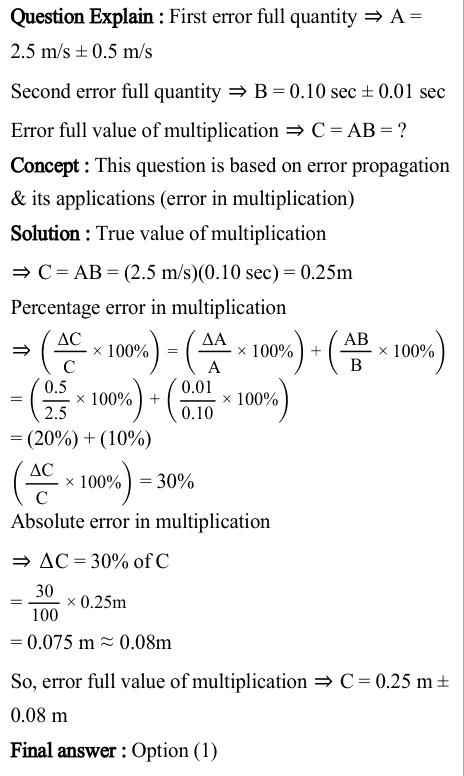 Question Explain : First error full quantity ⇒ A =
2.5 m/s ± 0.5 m/s
Second error full quantity ⇒ B = 0.10 sec ± 0.01 sec
Error full value of multiplication ⇒ C = AB = ?
Concept : This question is based on error propagation
& its applications (error in multiplication)
Solution : True value of multiplication
⇒ C = AB = (2.5 m/s)(0.10 sec) = 0.25m
Percentage error in multiplication
⇒ (ΔC/C × 100%) = (ΔA/A × 100%) + (AB/B × 100%)
= (0.5/2.5 × 100%) + (0.01/0.10 × 100%)
= (20%) + (10%)
(ΔC/C × 100%) = 30%
Absolute error in multiplication
⇒ ΔC = 30% of C
= 30/100 × 0.25m
= 0.075 m ≈ 0.08m
So, error full value of multiplication ⇒ C = 0.25 m ±
0.08 m
Final answer : Option (1)